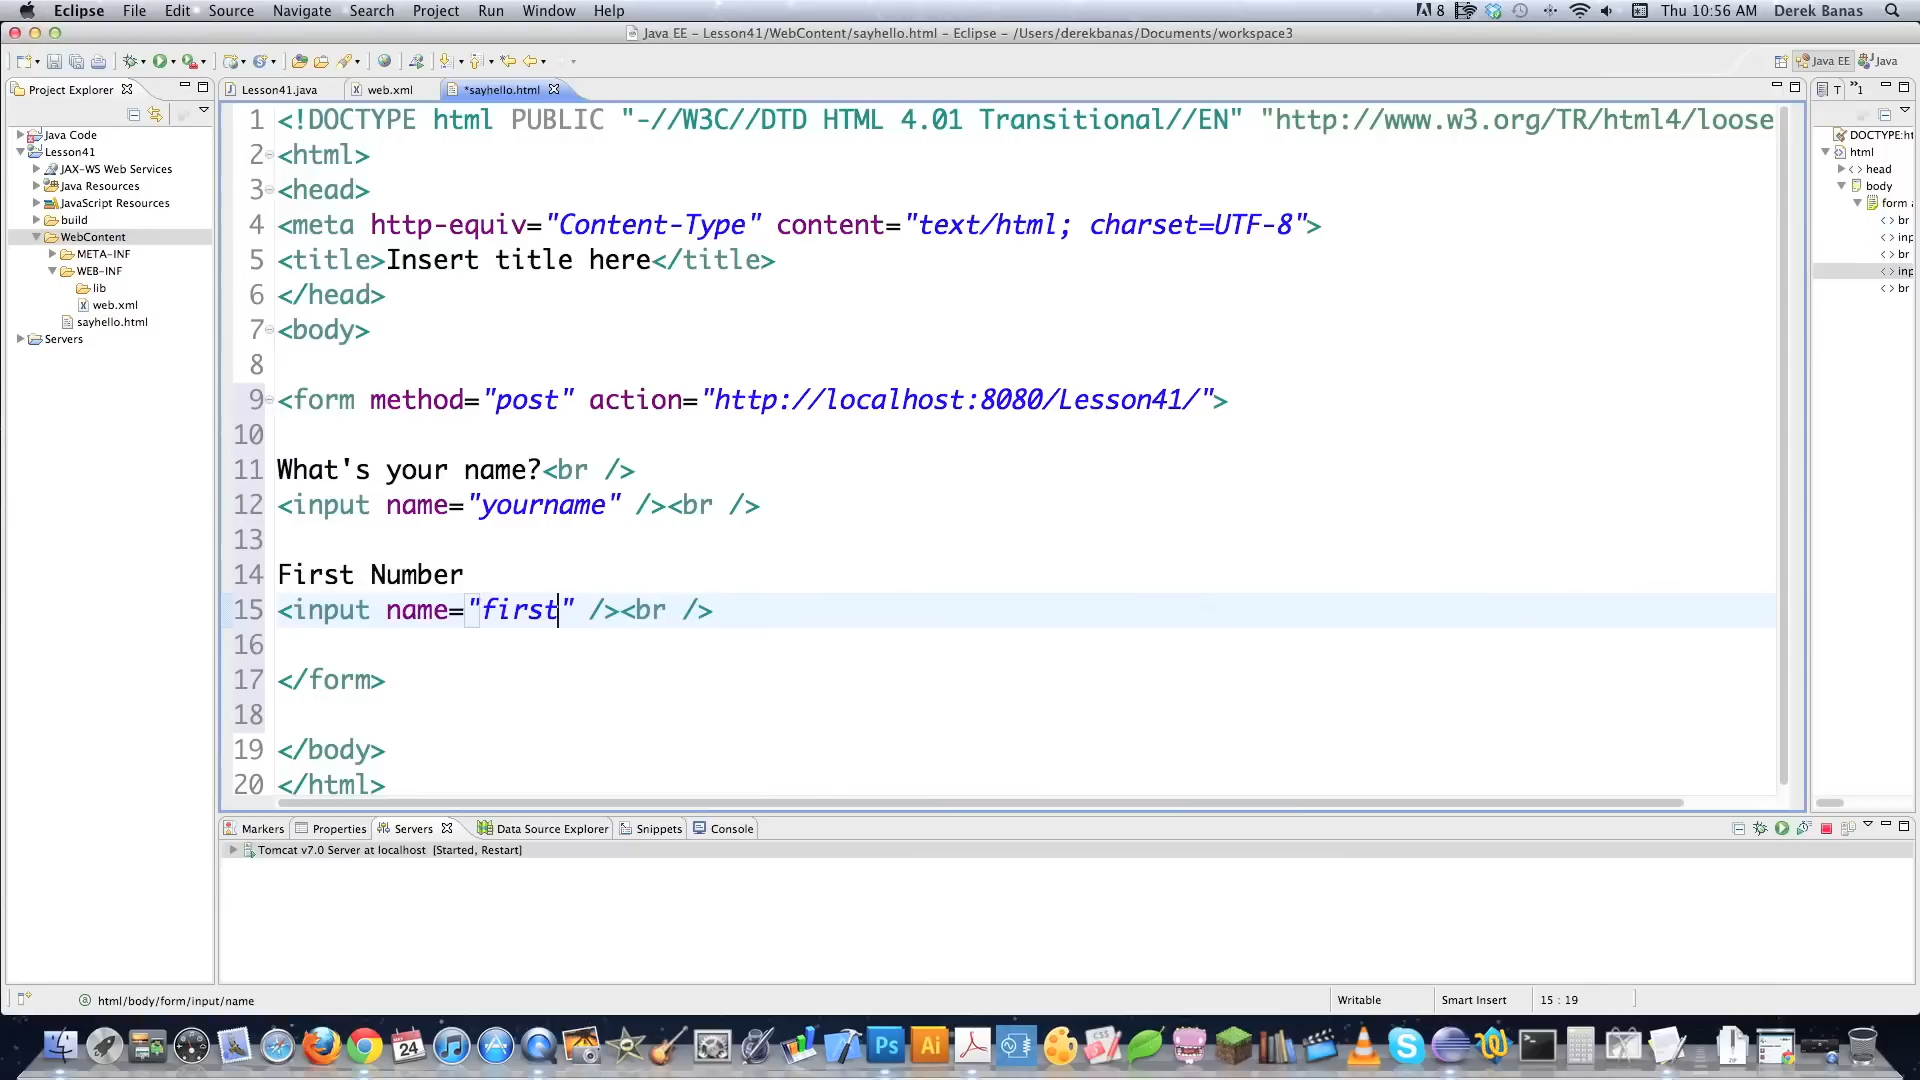 Eclipse File Edit Source Navigate Search Project Run Window Help 8 Thu 10:56 AM Derek Banas
Java EE - Lesson41/WebContent/sayhello.html - Eclipse - /Users/derekbanas/Documents/workspace3
Java EE Java
Project Explorer
Java Code
Lesson41
JAX-WS Web Services
Java Resources
JavaScript Resources
build
WebContent
META-INF
WEB-INF
lib
web.xml
sayhello.html
Servers
Lesson41.java web.xml *sayhello.html
1 <!DOCTYPE html PUBLIC "-//W3C//DTD HTML 4.01 Transitional//EN" "http://www.w3.org/TR/html4/loose
2 <html>
3 <head>
4 <meta http-equiv="Content-Type" content="text/html; charset=UTF-8">
5 <title>Insert title here</title>
6 </head>
7 <body>
8
9 <form method="post" action="http://localhost:8080/Lesson41/">
10
11 What's your name?<br />
12 <input name="yourname" /><br />
13
14 First Number
15 <input name="first" /><br />
16
17 </form>
18
19 </body>
20 </html>
T 1
DOCTYPE:ht
html
head
body
form
br
inp
br
inp
br
Markers Properties Servers Data Source Explorer Snippets Console
Tomcat v7.0 Server at localhost [Started, Restart]
html/body/form/input/name Writable Smart Insert 15 : 19
24 Ps Ai CSS